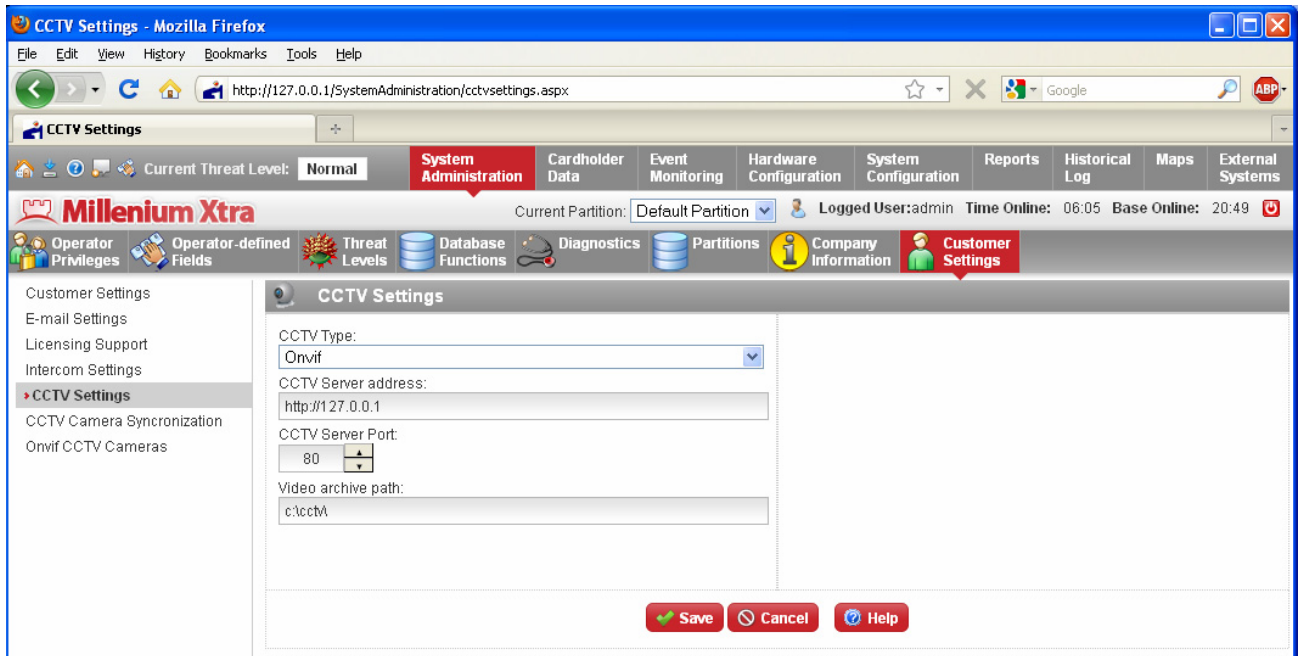 CCTV Settings - Mozilla Firefox
File Edit View History Bookmarks Tools Help
http://127.0.0.1/SystemAdministration/cctvsettings.aspx
Google
ABP
CCTV Settings
Current Threat Level: Normal
System Administration
Cardholder Data
Event Monitoring
Hardware Configuration
System Configuration
Reports
Historical Log
Maps
External Systems
Millenium Xtra
Current Partition: Default Partition
Logged User:admin Time Online: 06:05 Base Online: 20:49
Operator Privileges
Operator-defined Fields
Threat Levels
Database Functions
Diagnostics
Partitions
Company Information
Customer Settings
Customer Settings
E-mail Settings
Licensing Support
Intercom Settings
CCTV Settings
CCTV Camera Syncronization
Onvif CCTV Cameras
CCTV Settings
CCTV Type:
Onvif
CCTV Server address:
http://127.0.0.1
CCTV Server Port:
80
Video archive path:
c:\cctv\
Save
Cancel
Help